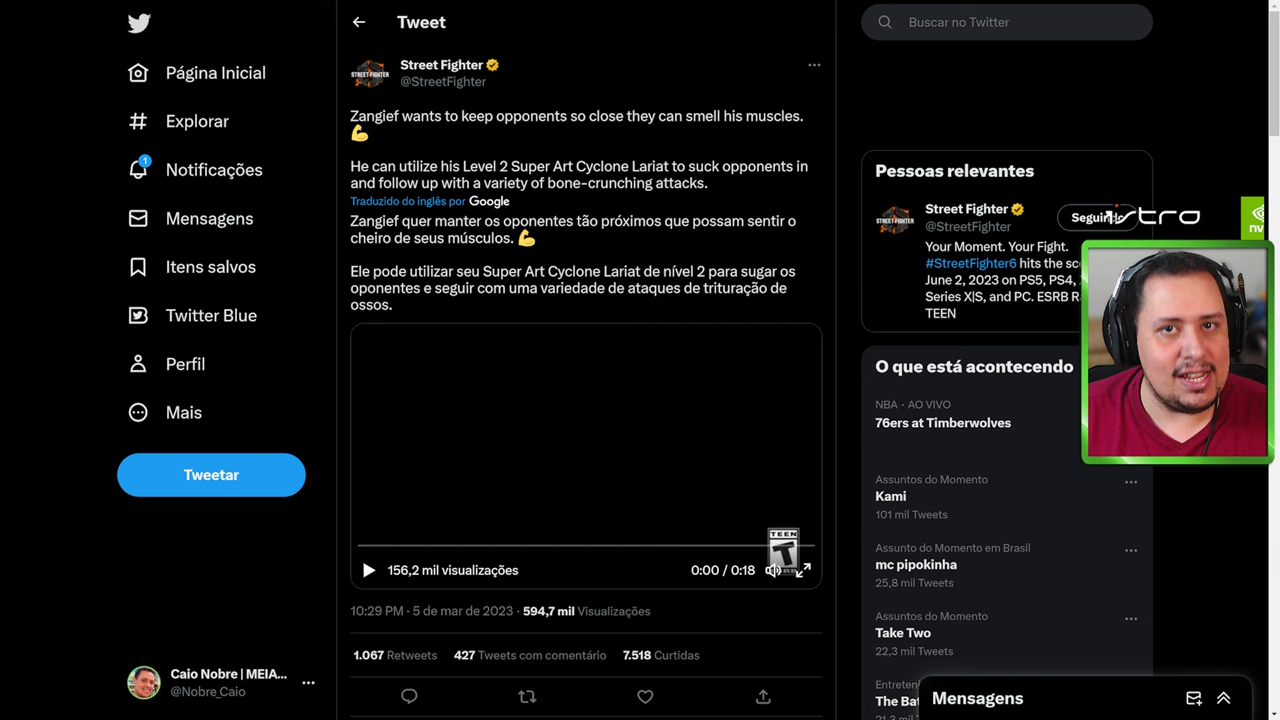 Página Inicial
Explorar
1
Notificações
Mensagens
Itens salvos
Twitter Blue
Perfil
Mais
Tweetar
Caio Nobre | MEIA...
@Nobre_Caio
Tweet
STREET FIGHTER
Street Fighter
@StreetFighter
Zangief wants to keep opponents so close they can smell his muscles.
💪
He can utilize his Level 2 Super Art Cyclone Lariat to suck opponents in
and follow up with a variety of bone-crunching attacks.
Traduzido do inglês por Google
Zangief quer manter os oponentes tão próximos que possam sentir o
cheiro de seus músculos. 💪
Ele pode utilizar seu Super Art Cyclone Lariat de nível 2 para sugar os
oponentes e seguir com uma variedade de ataques de trituração de
ossos.
TEEN
T
156,2 mil visualizações
0:00 / 0:18
10:29 PM · 5 de mar de 2023 · 594,7 mil Visualizações
1.067 Retweets 427 Tweets com comentário 7.518 Curtidas
Buscar no Twitter
Pessoas relevantes
STREET FIGHTER
Street Fighter
@StreetFighter
Your Moment. Your Fight.
#StreetFighter6 hits the
June 2, 2023 on PS5, PS4,
Series X|S, and PC. ESRB
TEEN
O que está acontecendo
NBA · AO VIVO
76ers at Timberwolves
Assuntos do Momento
Kami
101 mil Tweets
Assunto do Momento em Brasil
mc pipokinha
25,8 mil Tweets
Assuntos do Momento
Take Two
22,3 mil Tweets
Mensagens